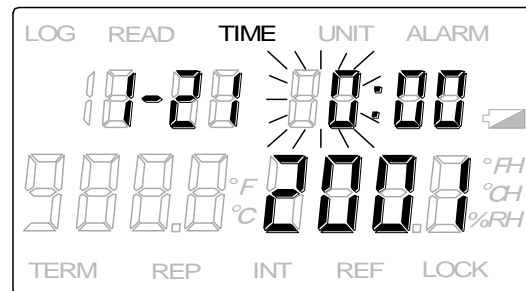 LOG READ TIME UNIT ALARM
1-21 0:00
°F °C 2001 °FH °CH %RH
TERM REP INT REF LOCK